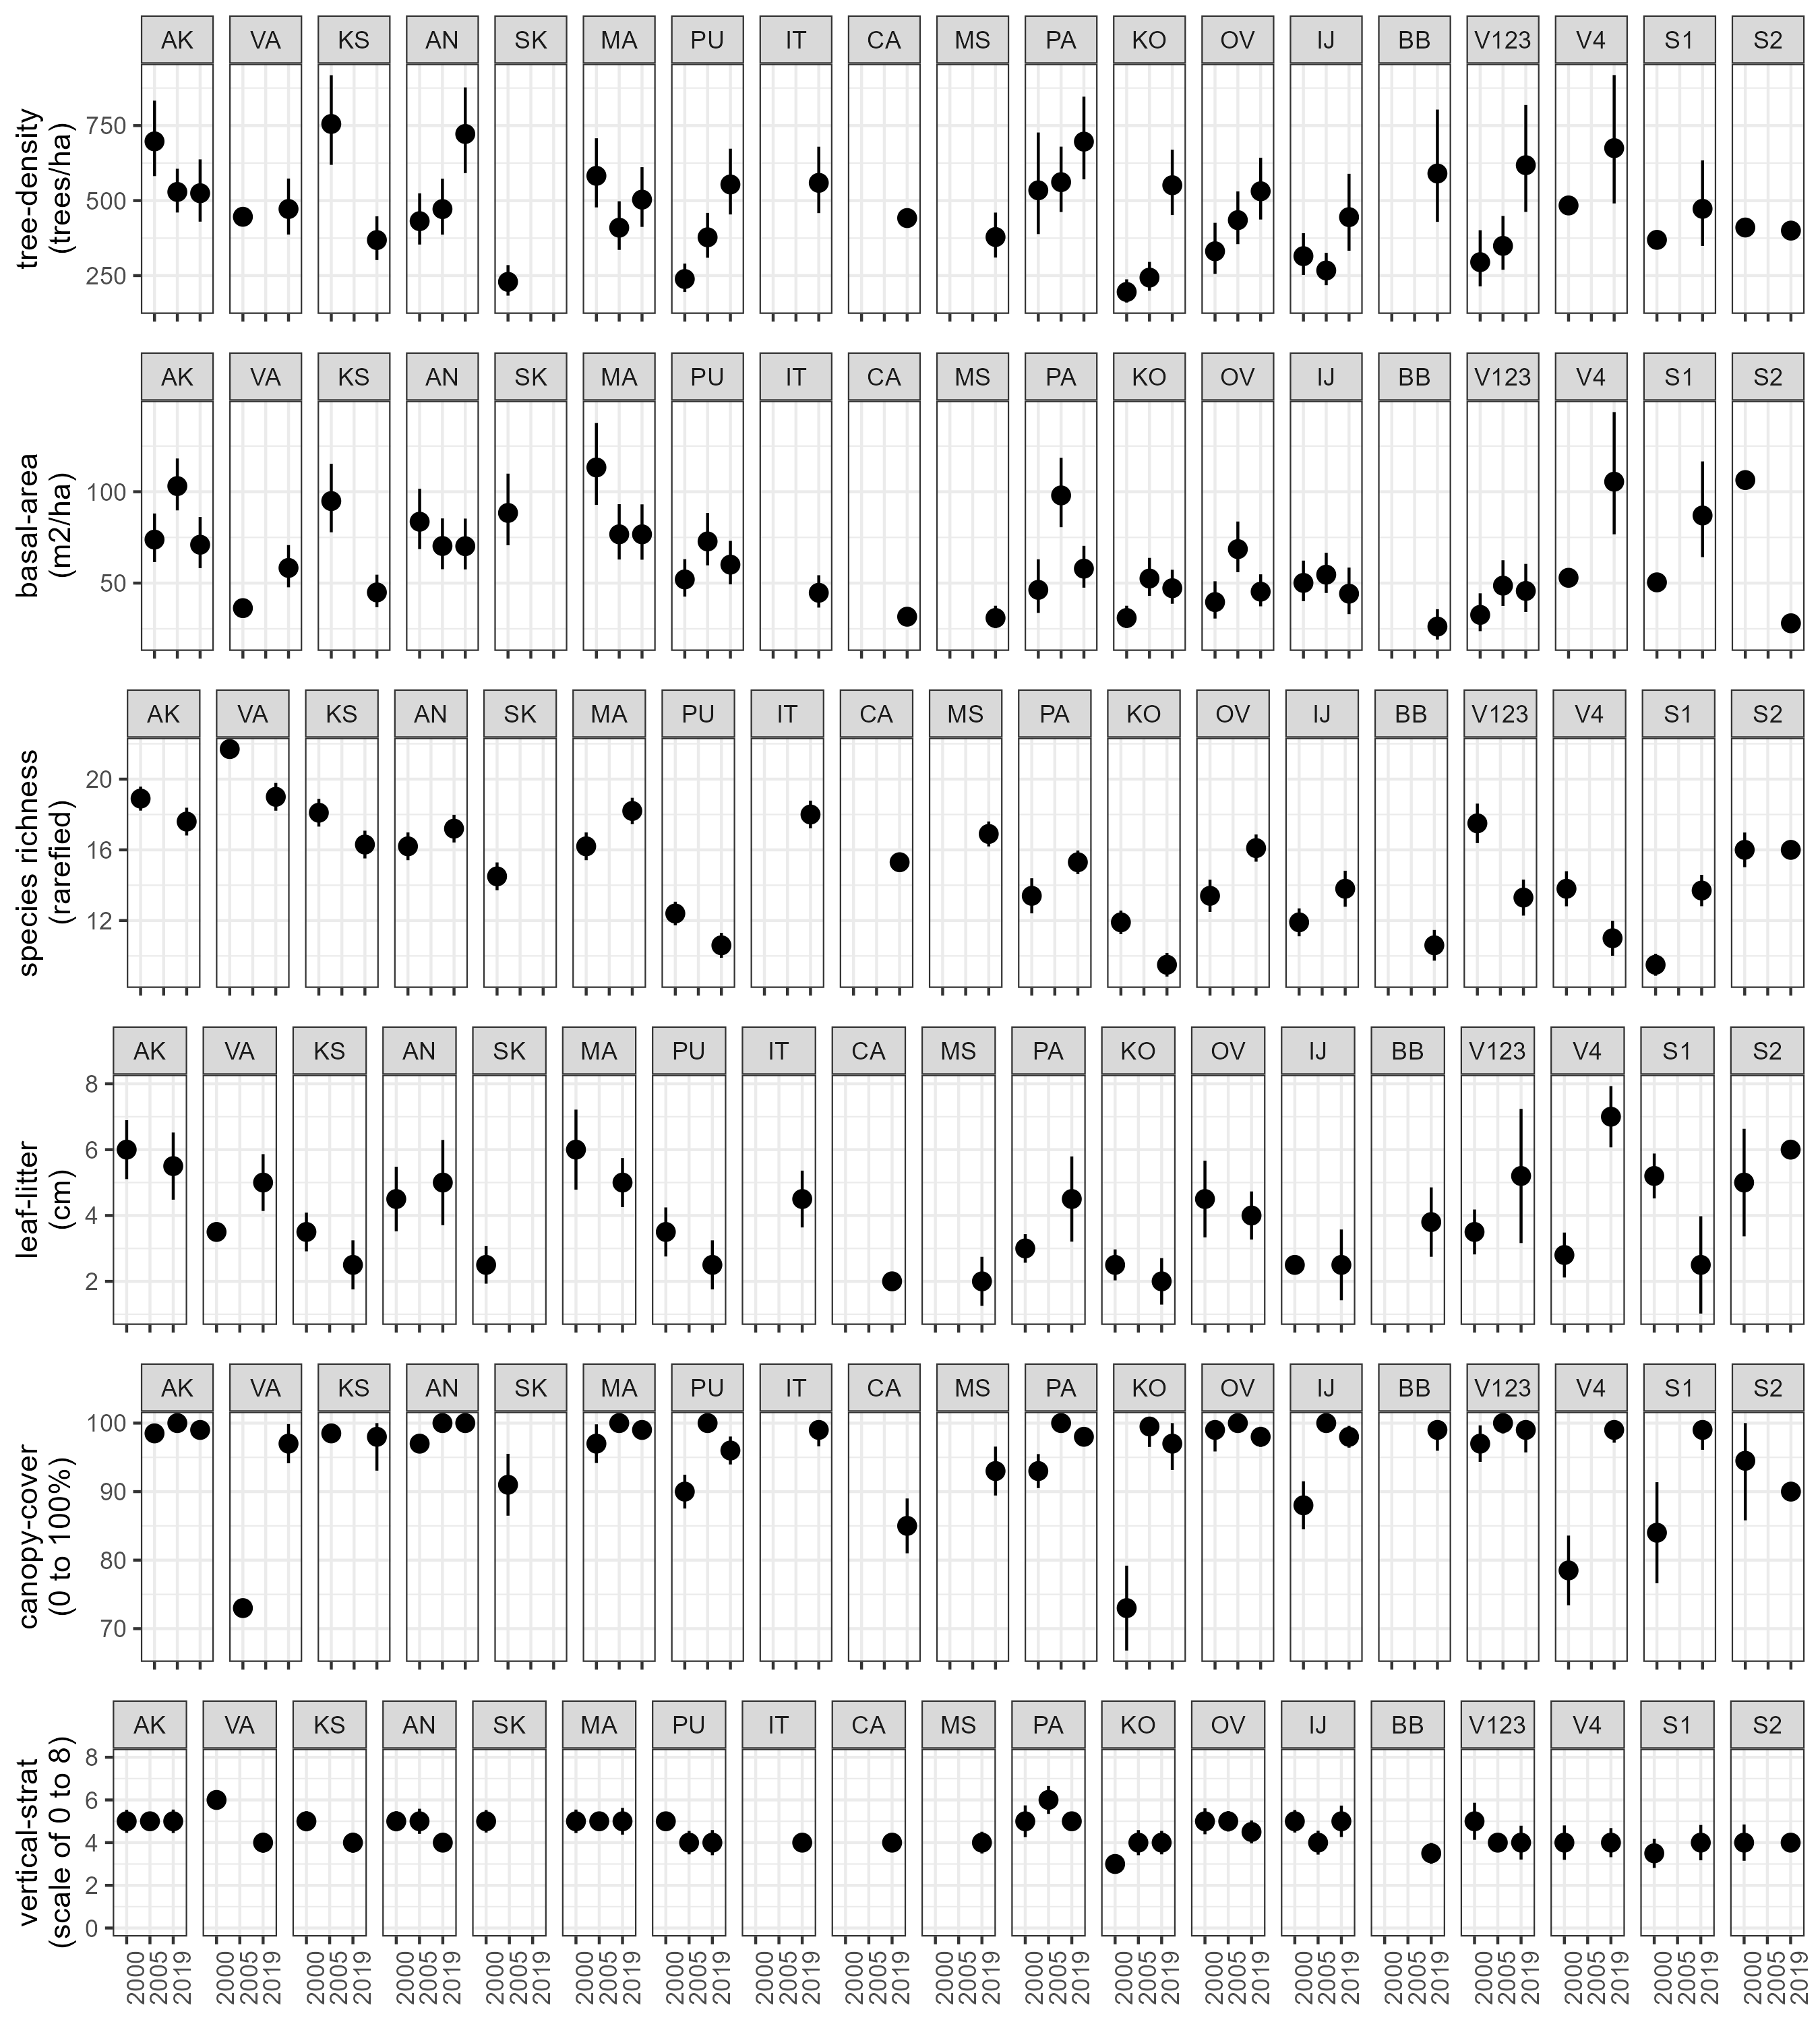 AK VA KS AN SK MA PU IT CA MS PA KO OV IJ BB V123 V4 S1 S2
tree-density
(trees/ha)
750
500
250
AK VA KS AN SK MA PU IT CA MS PA KO OV IJ BB V123 V4 S1 S2
basal-area
(m2/ha)
100
50
AK VA KS AN SK MA PU IT CA MS PA KO OV IJ BB V123 V4 S1 S2
species richness
(rarefied)
20
16
12
AK VA KS AN SK MA PU IT CA MS PA KO OV IJ BB V123 V4 S1 S2
leaf-litter
(cm)
8
6
4
2
AK VA KS AN SK MA PU IT CA MS PA KO OV IJ BB V123 V4 S1 S2
canopy-cover
(0 to 100%)
100
90
80
70
AK VA KS AN SK MA PU IT CA MS PA KO OV IJ BB V123 V4 S1 S2
vertical-strat
(scale of 0 to 8)
8
6
4
2
0
2000 2005 2019 2000 2005 2019 2000 2005 2019 2000 2005 2019 2000 2005 2019 2000 2005 2019 2000 2005 2019 2000 2005 2019 2000 2005 2019 2000 2005 2019 2000 2005 2019 2000 2005 2019 2000 2005 2019 2000 2005 2019 2000 2005 2019 2000 2005 2019 2000 2005 2019 2000 2005 2019 2000 2005 2019